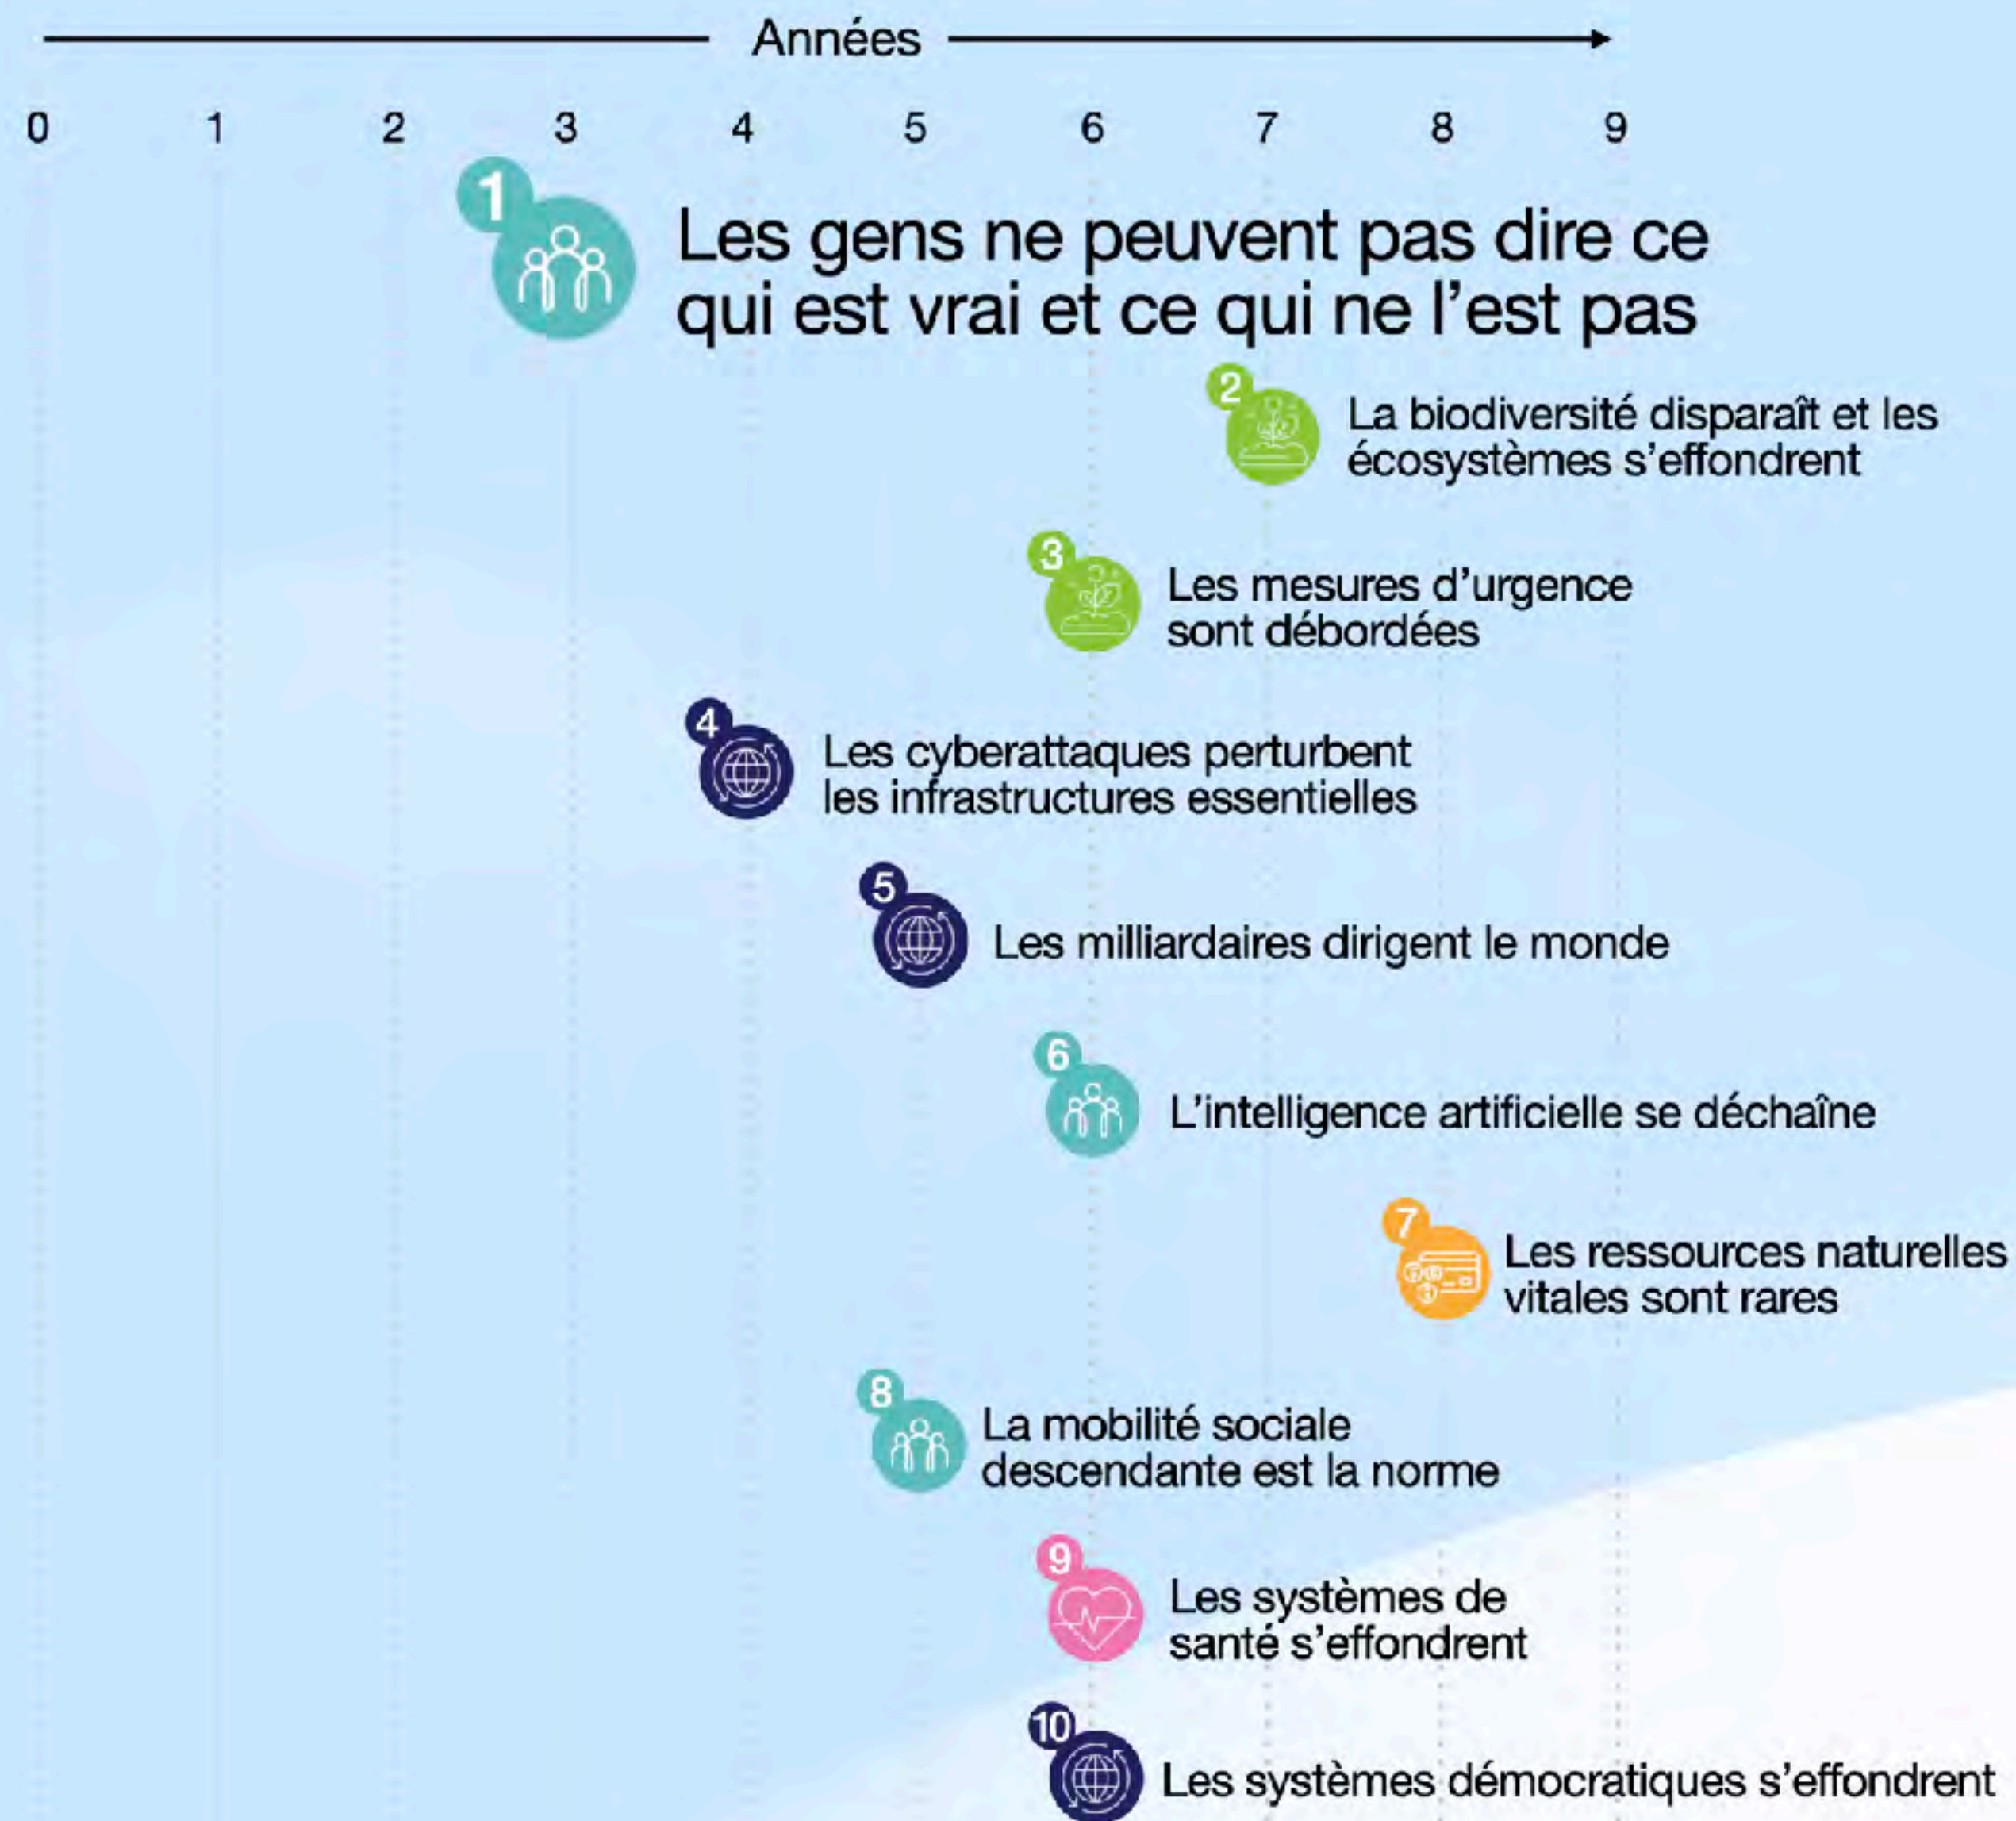 Années
0 1 2 3 4 5 6 7 8 9
1
Les gens ne peuvent pas dire ce
qui est vrai et ce qui ne l’est pas
2
La biodiversité disparaît et les
écosystèmes s’effondrent
3
Les mesures d’urgence
sont débordées
4
Les cyberattaques perturbent
les infrastructures essentielles
5
Les milliardaires dirigent le monde
6
L’intelligence artificielle se déchaîne
7
Les ressources naturelles
vitales sont rares
8
La mobilité sociale
descendante est la norme
9
Les systèmes de
santé s’effondrent
10
Les systèmes démocratiques s’effondrent